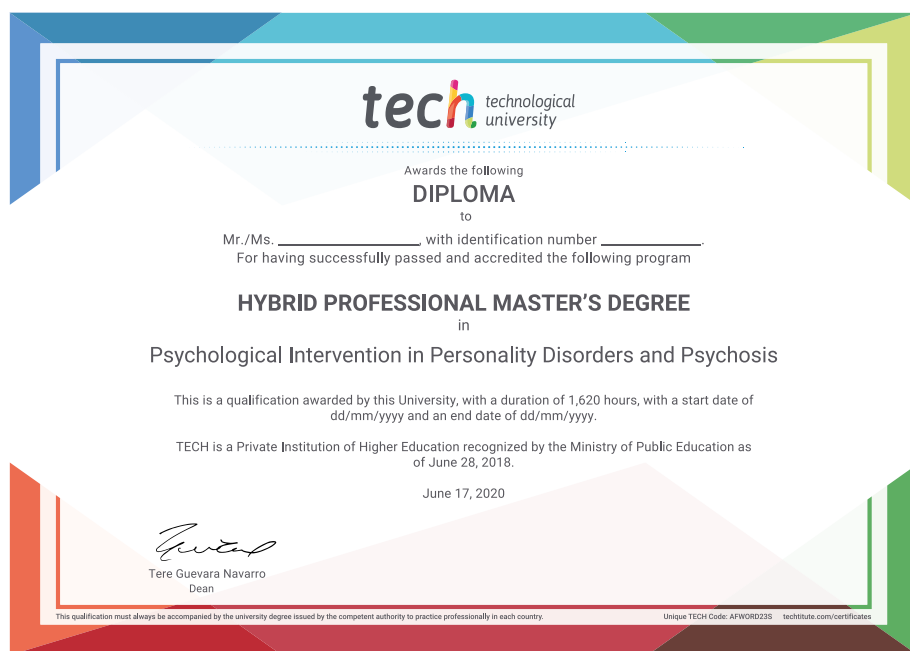 tech technological
university
Awards the following
DIPLOMA
to
Mr./Ms. ____________________, with identification number ______________.
For having successfully passed and accredited the following program
HYBRID PROFESSIONAL MASTER'S DEGREE
in
Psychological Intervention in Personality Disorders and Psychosis
This is a qualification awarded by this University, with a duration of 1,620 hours, with a start date of
dd/mm/yyyy and an end date of dd/mm/yyyy.
TECH is a Private Institution of Higher Education recognized by the Ministry of Public Education as
of June 28, 2018.
June 17, 2020
Tere Guevara Navarro
Dean
This qualification must always be accompanied by the university degree issued by the competent authority to practice professionally in each country.
Unique TECH Code: AFWORD23S techtitute.com/certificates